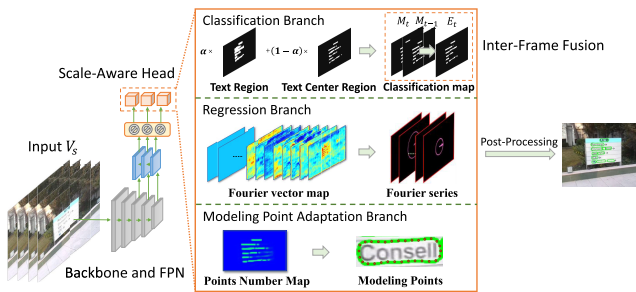 Classification Branch
M_t M_{t-1} E_t
α× +(1−α)×
Text Region Text Center Region Classification map
Inter-Frame Fusion
Scale-Aware Head
Regression Branch
Input V_s
Fourier vector map Fourier series
Post-Processing
Modeling Point Adaptation Branch
Consell
Points Number Map Modeling Points
Backbone and FPN